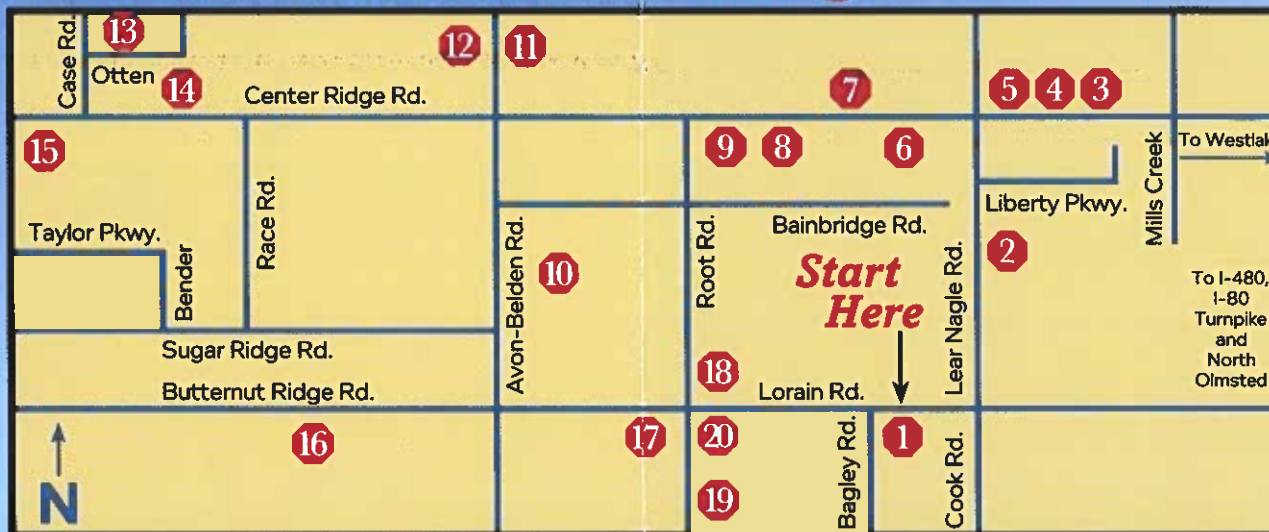 13
12
11
Case Rd.
Otten
14
Center Ridge Rd.
7
5
4
3
15
9
8
6
To Westlak
Mills Creek
Race Rd.
Liberty Pkwy.
Taylor Pkwy.
Bender
Avon-Belden Rd.
10
Root Rd.
Bainbridge Rd.
Start
Here
Lear Nagle Rd.
2
To I-480,
I-80
Turnpike
and
North
Olmsted
Sugar Ridge Rd.
18
Butternut Ridge Rd.
Lorain Rd.
16
17
20
Bagley Rd.
1
Cook Rd.
19
N